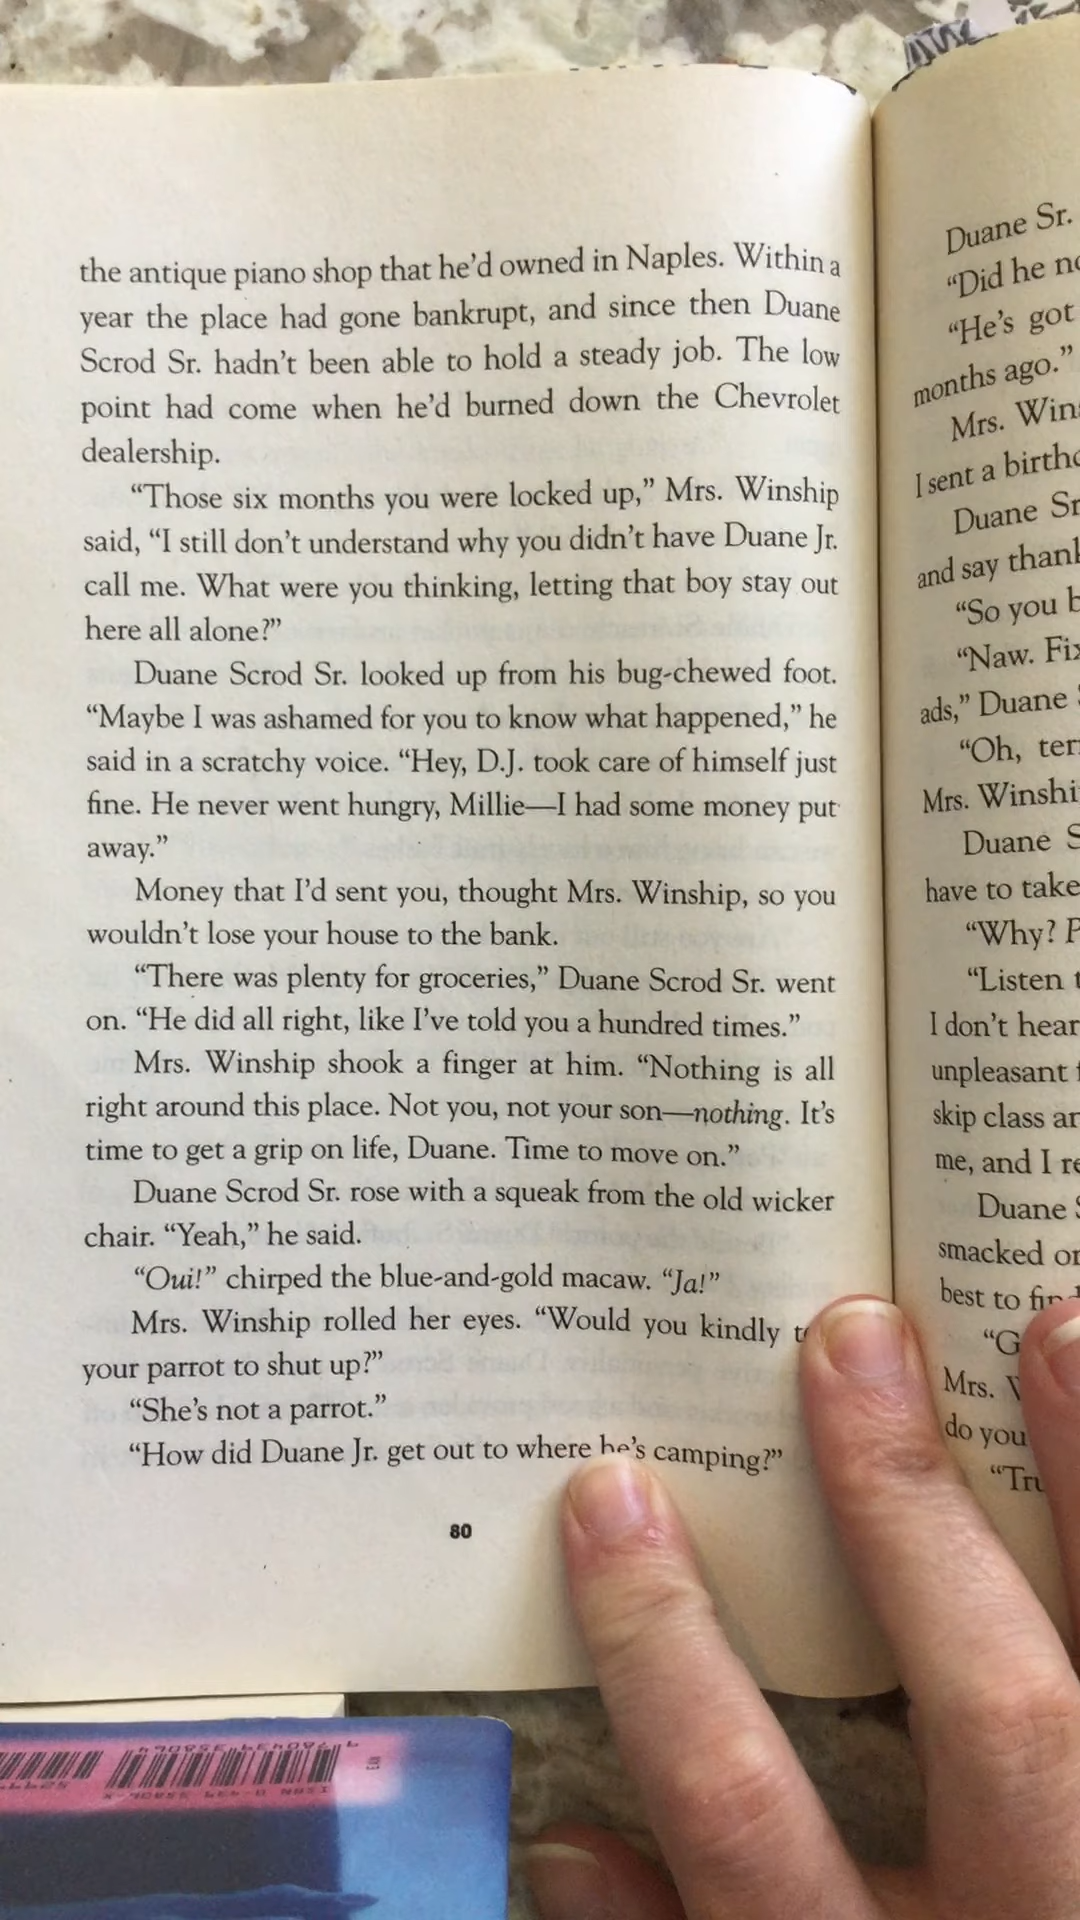 the antique piano shop that he'd owned in Naples. Within a
year the place had gone bankrupt, and since then Duane
Scrod Sr. hadn't been able to hold a steady job. The low
point had come when he'd burned down the Chevrolet
dealership.
“Those six months you were locked up,” Mrs. Winship
said, “I still don't understand why you didn't have Duane Jr.
call me. What were you thinking, letting that boy stay out
here all alone?”
Duane Scrod Sr. looked up from his bug-chewed foot.
“Maybe I was ashamed for you to know what happened,” he
said in a scratchy voice. “Hey, D.J. took care of himself just
fine. He never went hungry, Millie—I had some money put
away.”
Money that I'd sent you, thought Mrs. Winship, so you
wouldn't lose your house to the bank.
“There was plenty for groceries,” Duane Scrod Sr. went
on. “He did all right, like I've told you a hundred times.”
Mrs. Winship shook a finger at him. “Nothing is all
right around this place. Not you, not your son—nothing. It's
time to get a grip on life, Duane. Time to move on.”
Duane Scrod Sr. rose with a squeak from the old wicker
chair. “Yeah,” he said.
“Oui!” chirped the blue-and-gold macaw. “Ja!”
Mrs. Winship rolled her eyes. “Would you kindly
your parrot to shut up?”
“She's not a parrot.”
“How did Duane Jr. get out to where he's camping?”
80
Duane Sr.
“Did he
“He's got
months ago.”
Mrs.
I sent a
Duane
and say
“So you
“Naw.
ads,” Duane
“Oh,
Mrs.
Duane
have to take
“Why?
“Listen
I don't hear
unpleasant
skip class
me, and I
Duane
smacked
best to
Mrs.
do you